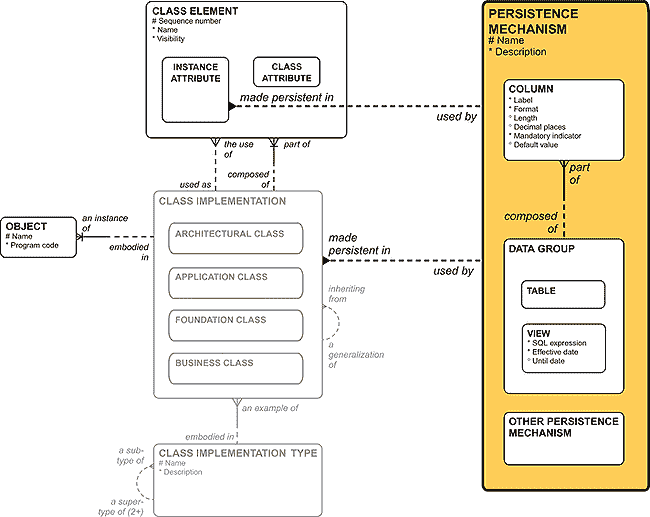 CLASS ELEMENT
# Sequence number
* Name
* Visibility
INSTANCE
ATTRIBUTE
CLASS
ATTRIBUTE
made persistent in
used by
the use
of
part of
used as
composed
of
PERSISTENCE
MECHANISM
# Name
* Description
COLUMN
* Label
* Format
○ Length
○ Decimal places
* Mandatory indicator
○ Default value
part
of
composed
of
DATA GROUP
TABLE
VIEW
* SQL expression
* Effective date
○ Until date
OTHER PERSISTENCE
MECHANISM
OBJECT
# Name
* Program code
an instance
of
embodied
in
CLASS IMPLEMENTATION
ARCHITECTURAL CLASS
APPLICATION CLASS
FOUNDATION CLASS
BUSINESS CLASS
made
persistent in
used by
inheriting
from
a
generalization
of
an example of
embodied in
CLASS IMPLEMENTATION TYPE
# Name
* Description
a sub-
type of
a super-
type of (2+)